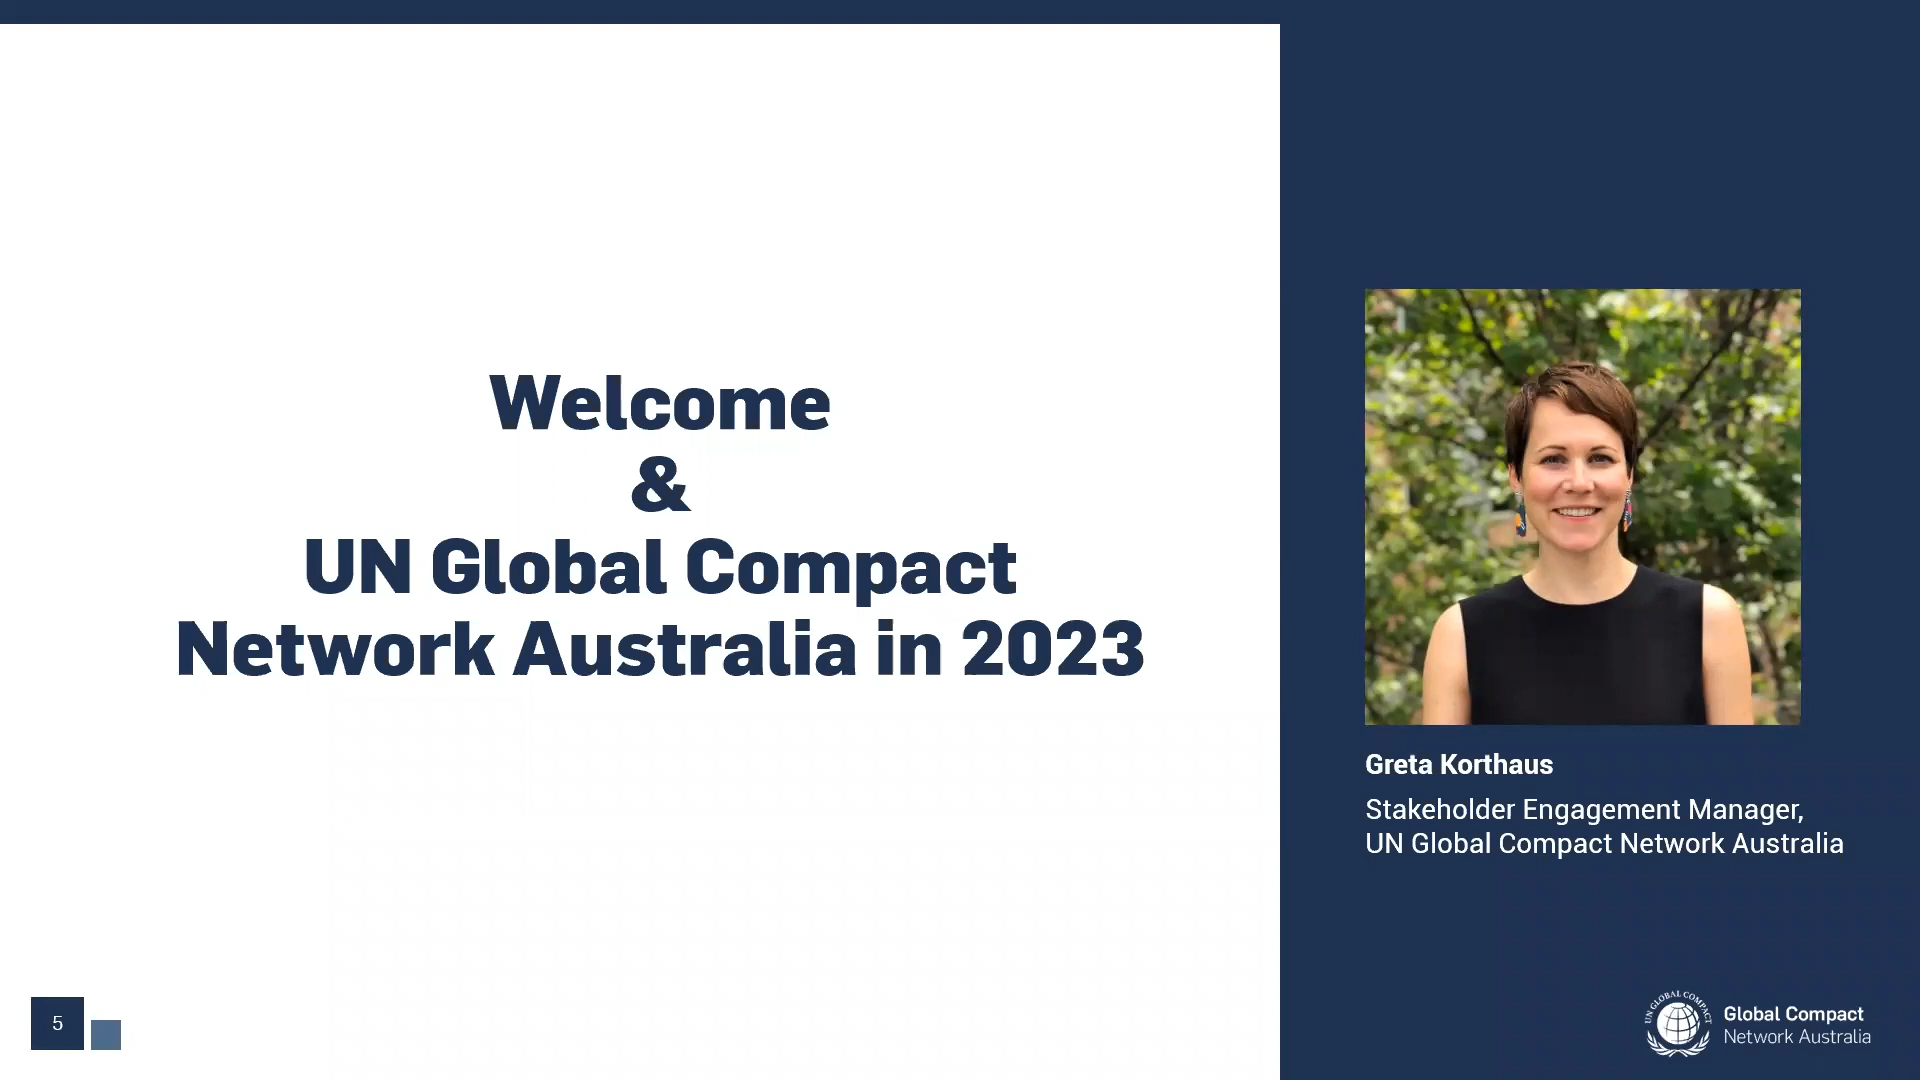 Welcome
&
UN Global Compact
Network Australia in 2023
Greta Korthaus
Stakeholder Engagement Manager,
UN Global Compact Network Australia
5
UN GLOBAL COMPACT
Global Compact
Network Australia